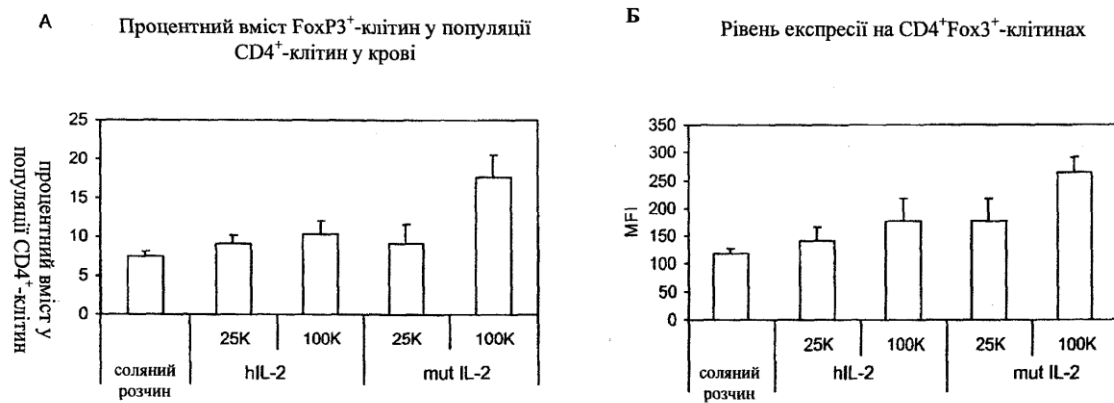 А
Процентний вміст FoxP3⁺-клітин у популяції
CD4⁺-клітин у крові
процентний вміст у
популяції CD4⁺-клітин
25
20
15
10
5
0
25K 100K 25K 100K
соляний
розчин
hIL-2 mut IL-2
Б
Рівень експресії на CD4⁺Fox3⁺-клітинах
MFI
350
300
250
200
150
100
50
0
25K 100K 25K 100K
соляний
розчин
hIL-2 mut IL-2